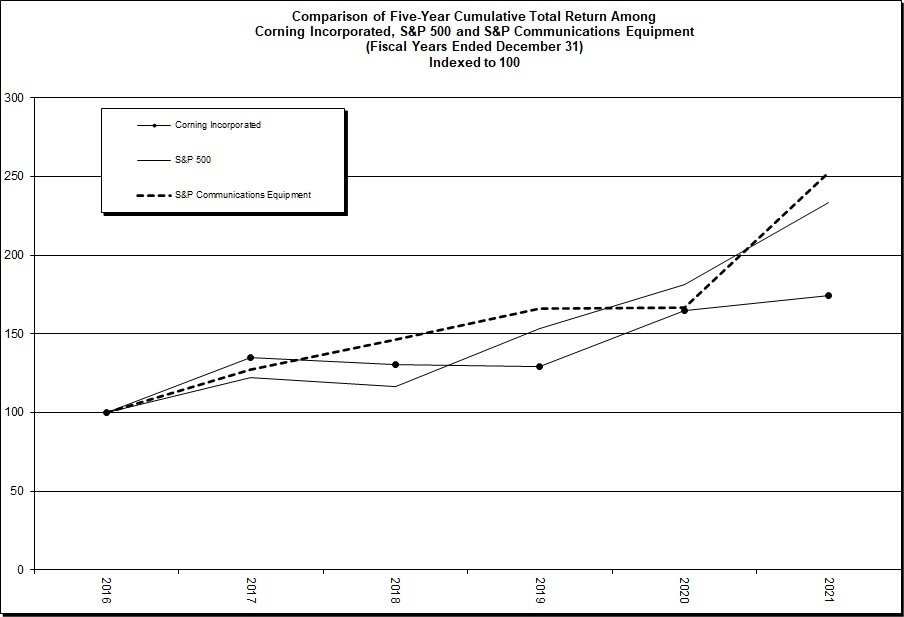 Comparison of Five-Year Cumulative Total Return Among
Corning Incorporated, S&P 500 and S&P Communications Equipment
(Fiscal Years Ended December 31)
Indexed to 100
300
Corning Incorporated
S&P 500
250
S&P Communications Equipment
200
150
100
50
0
2016
2017
2018
2019
2020
2021